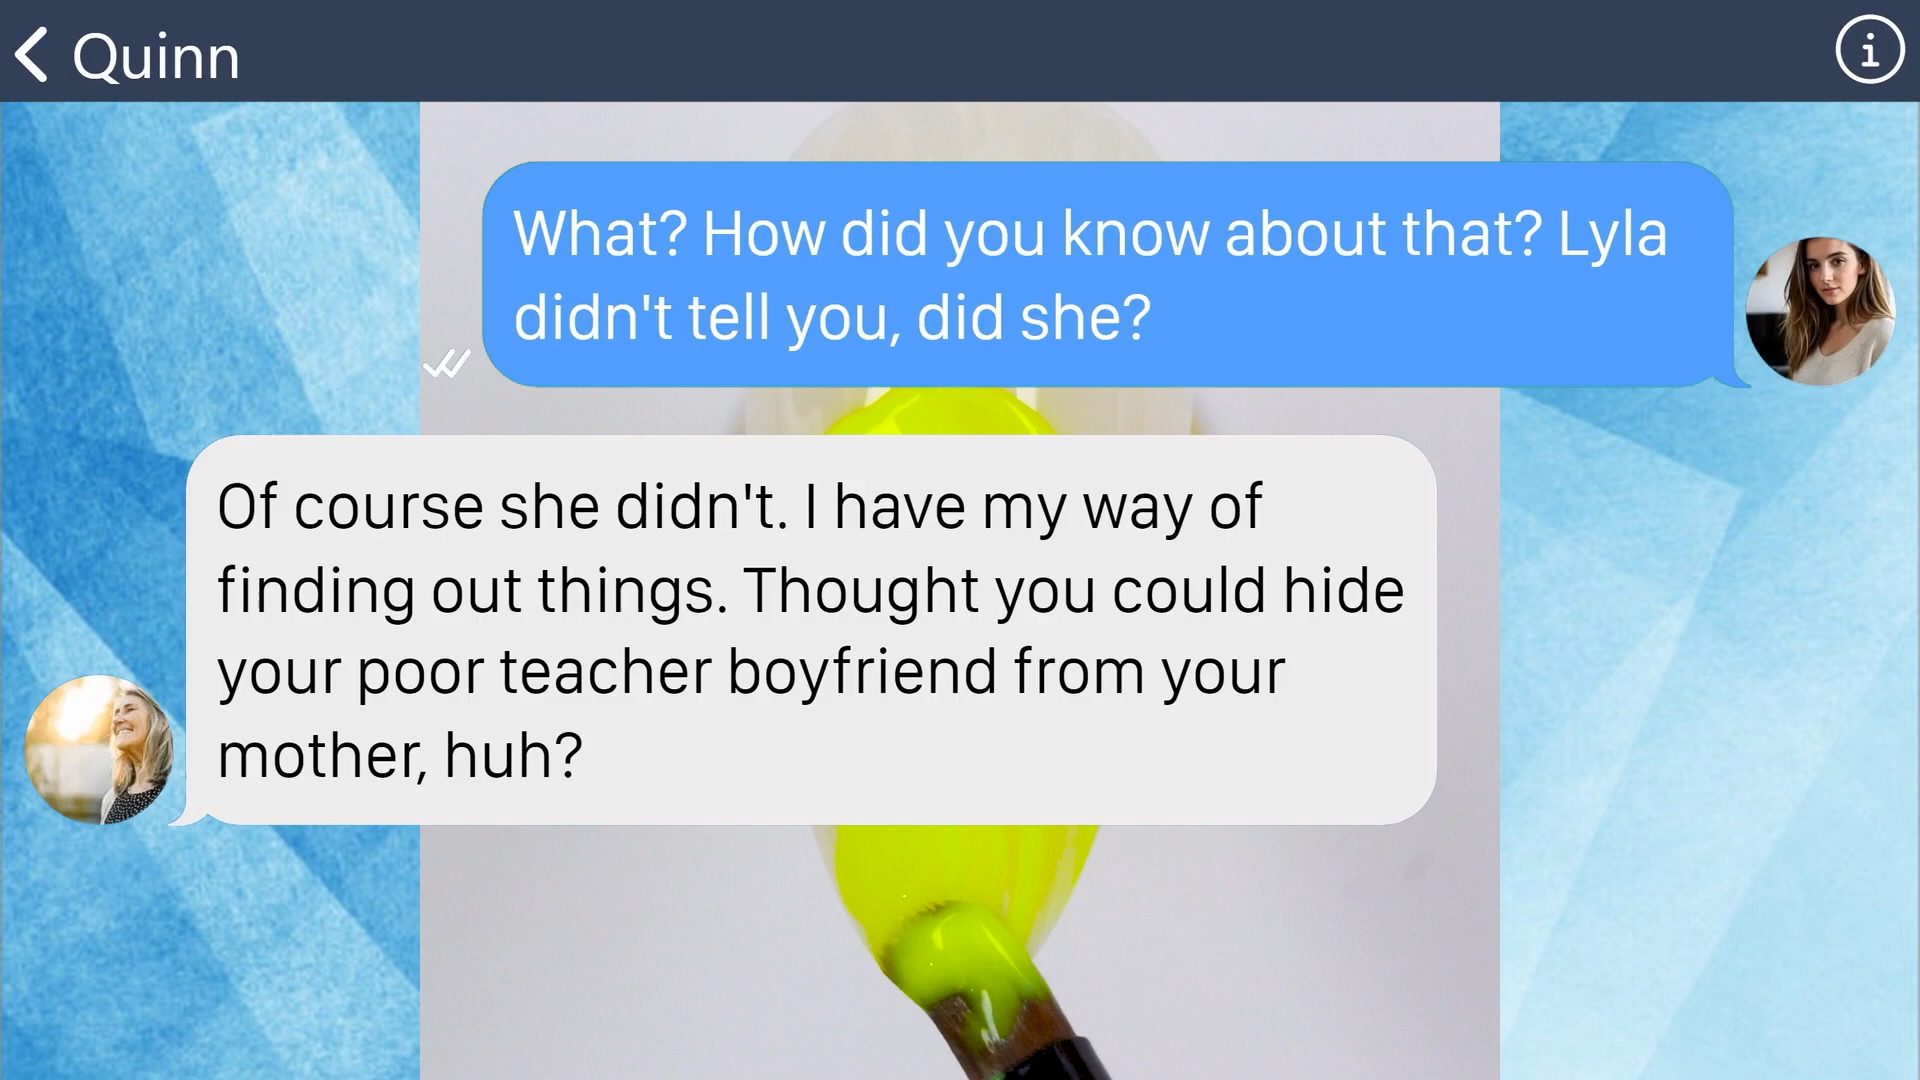 Quinn
What? How did you know about that? Lyla
didn't tell you, did she?
Of course she didn't. I have my way of
finding out things. Thought you could hide
your poor teacher boyfriend from your
mother, huh?